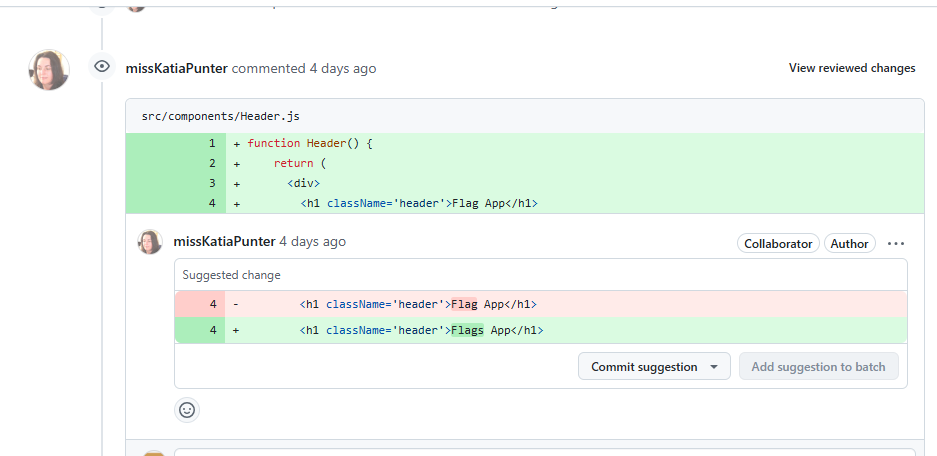 missKatiaPunter commented 4 days ago
View reviewed changes
src/components/Header.js
1 + function Header() {
2 + return (
3 + <div>
4 + <h1 className='header'>Flag App</h1>
missKatiaPunter 4 days ago
Collaborator Author ...
Suggested change
4 - <h1 className='header'>Flag App</h1>
4 + <h1 className='header'>Flags App</h1>
Commit suggestion
Add suggestion to batch